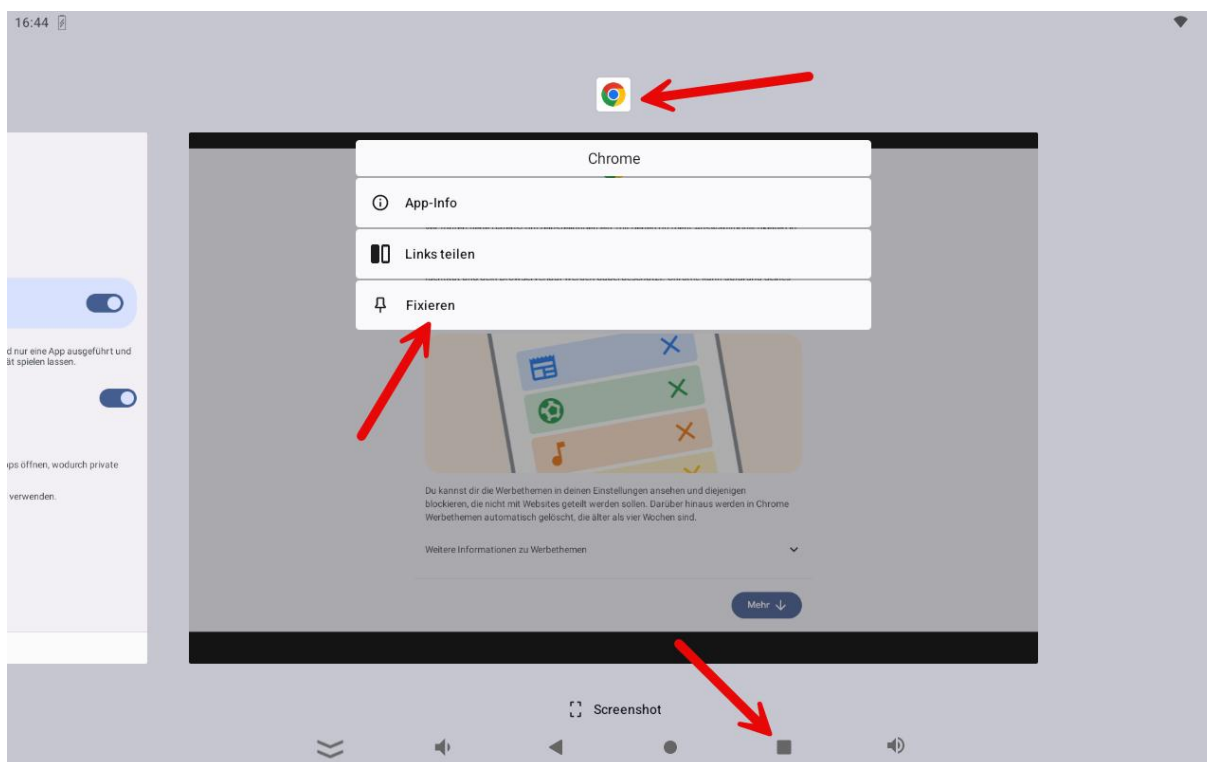 16:44
Chrome
App-Info
Links teilen
Fixieren
d nur eine App ausgeführt und
ät spielen lassen.
ps öffnen, wodurch private
verwenden.
Du kannst dir die Werbethemen in deinen Einstellungen ansehen und diejenigen
blockieren, die nicht mit Websites geteilt werden sollen. Darüber hinaus werden in Chrome
Werbethemen automatisch gelöscht, die älter als vier Wochen sind.
Weitere Informationen zu Werbethemen
Mehr
Screenshot